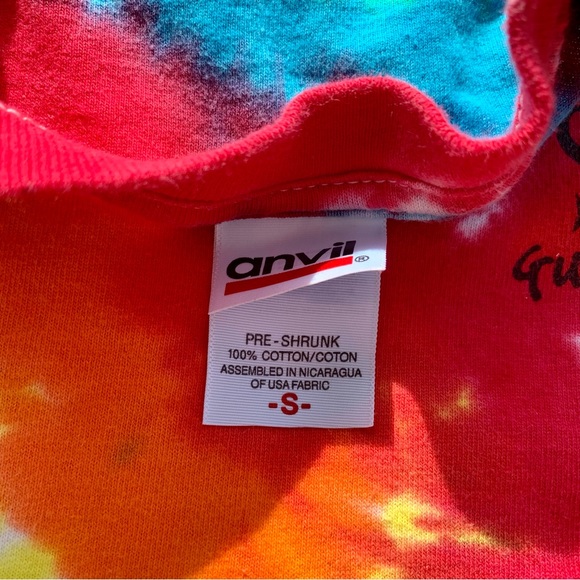 anvil®
PRE-SHRUNK
100% COTTON/COTON
ASSEMBLED IN NICARAGUA
OF USA FABRIC
-S-